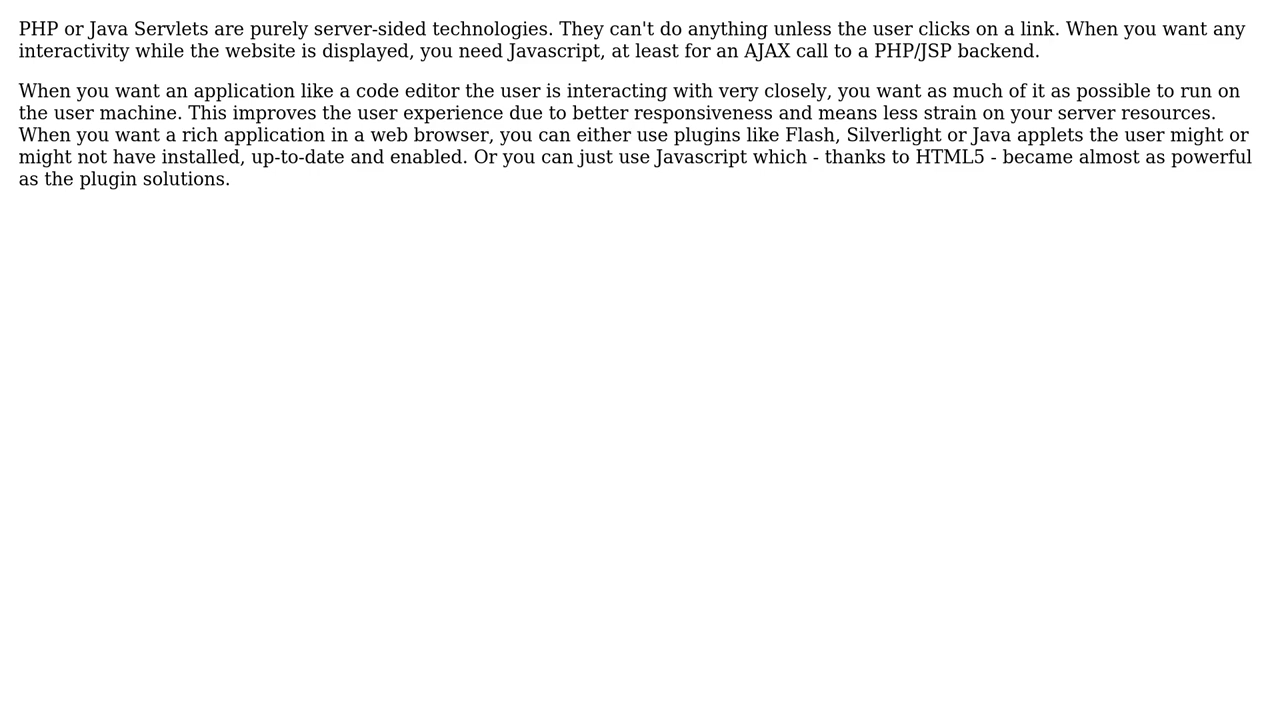 PHP or Java Servlets are purely server-sided technologies. They can't do anything unless the user clicks on a link. When you want any
interactivity while the website is displayed, you need Javascript, at least for an AJAX call to a PHP/JSP backend.
When you want an application like a code editor the user is interacting with very closely, you want as much of it as possible to run on
the user machine. This improves the user experience due to better responsiveness and means less strain on your server resources.
When you want a rich application in a web browser, you can either use plugins like Flash, Silverlight or Java applets the user might or
might not have installed, up-to-date and enabled. Or you can just use Javascript which - thanks to HTML5 - became almost as powerful
as the plugin solutions.